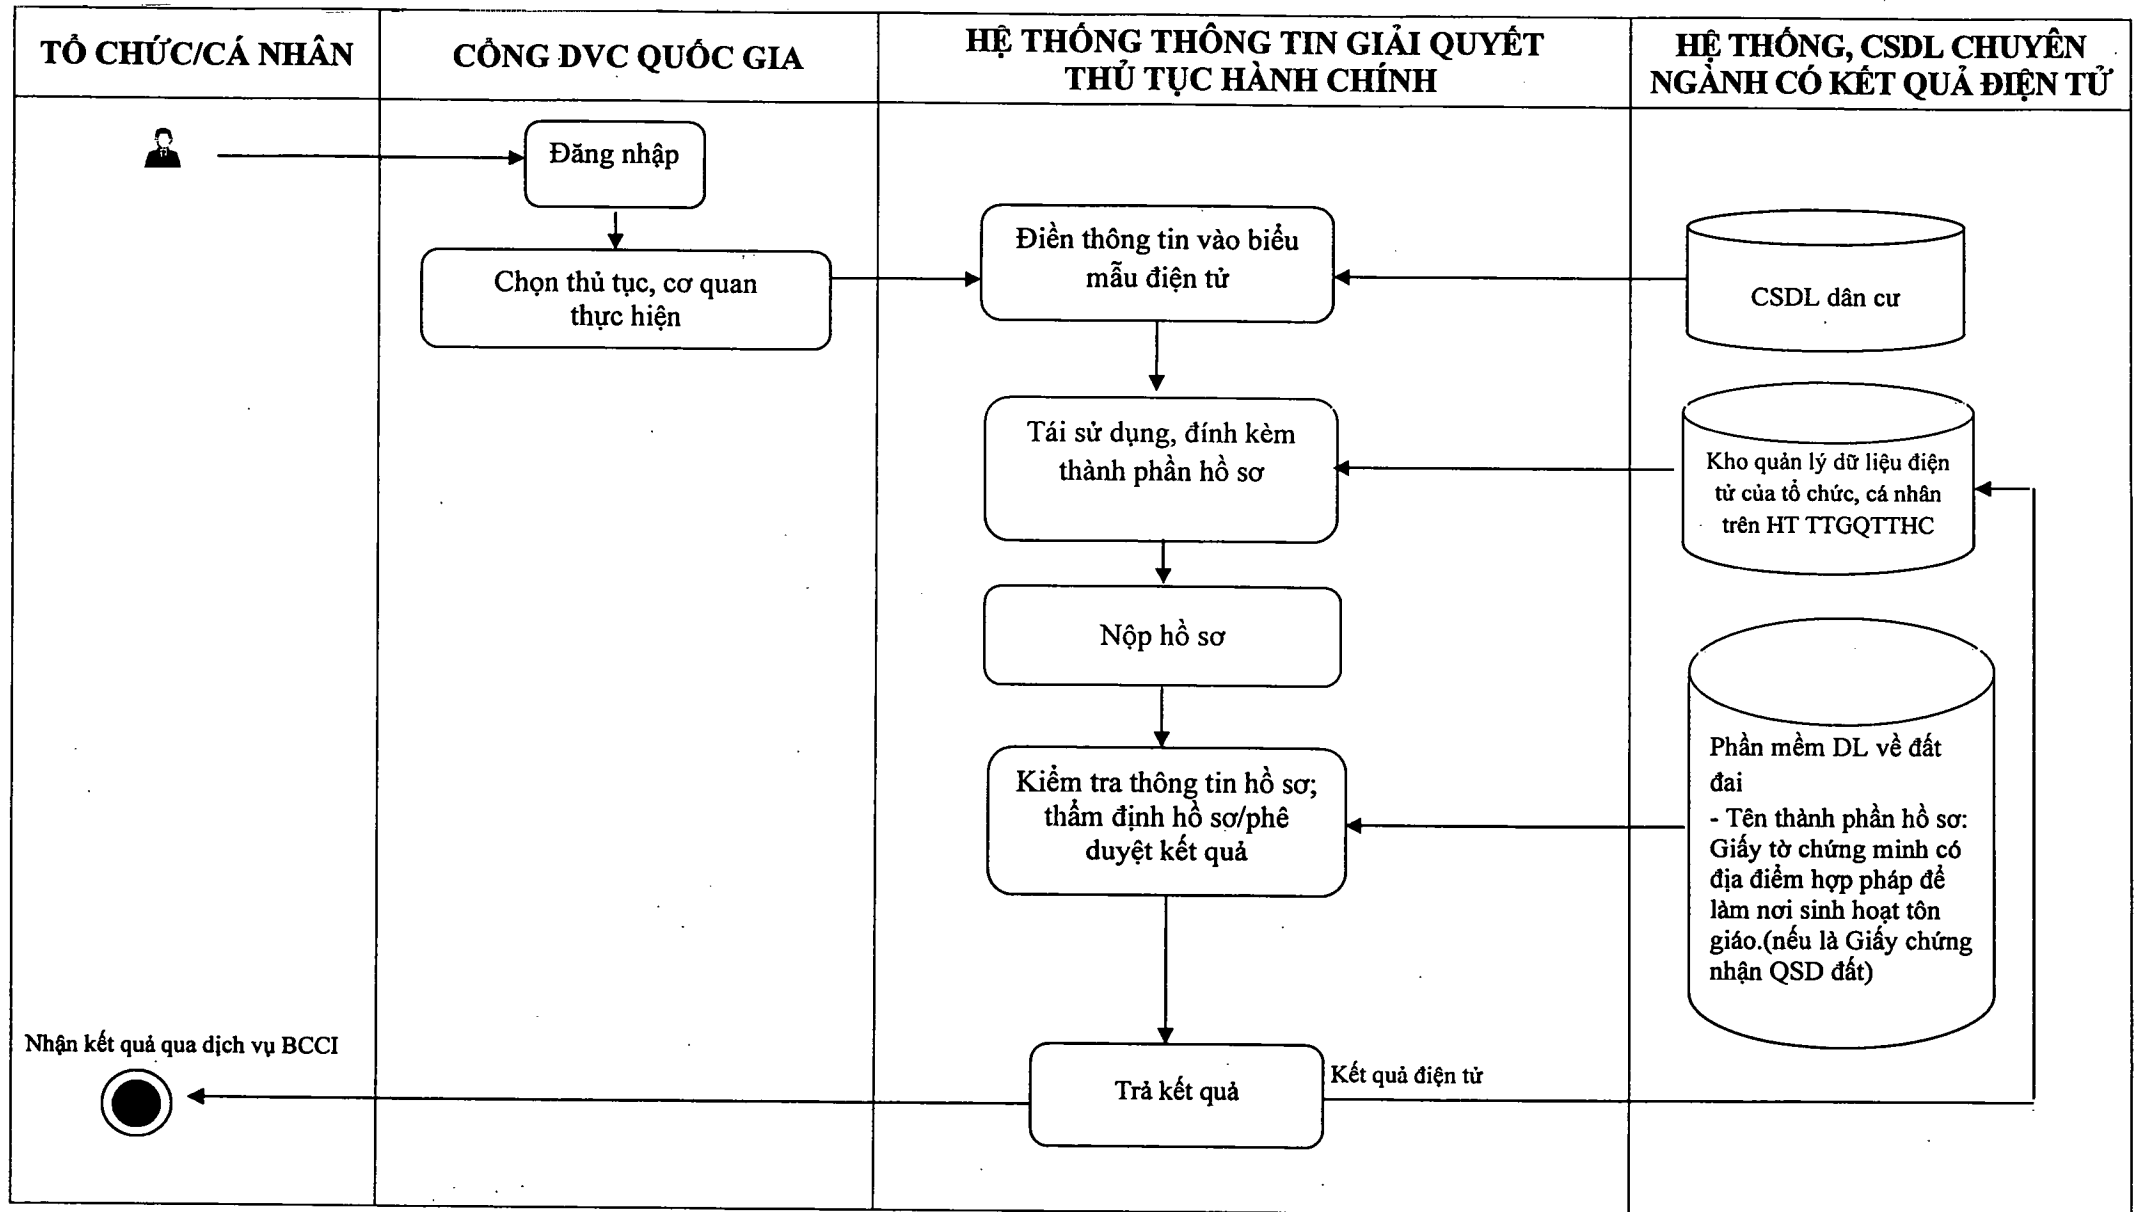 TỔ CHỨC/CÁ NHÂN
CỔNG DVC QUỐC GIA
HỆ THỐNG THÔNG TIN GIẢI QUYẾT
THỦ TỤC HÀNH CHÍNH
HỆ THỐNG, CSDL CHUYÊN
NGÀNH CÓ KẾT QUẢ ĐIỆN TỬ
Đăng nhập
Chọn thủ tục, cơ quan
thực hiện
Điền thông tin vào biểu
mẫu điện tử
CSDL dân cư
Tái sử dụng, đính kèm
thành phần hồ sơ
Kho quản lý dữ liệu điện
tử của tổ chức, cá nhân
trên HT TTGQTTHC
Nộp hồ sơ
Kiểm tra thông tin hồ sơ;
thẩm định hồ sơ/phê
duyệt kết quả
Phần mềm DL về đất
đai
- Tên thành phần hồ sơ:
Giấy tờ chứng minh có
địa điểm hợp pháp để
làm nơi sinh hoạt tôn
giáo.(nếu là Giấy chứng
nhận QSD đất)
Nhận kết quả qua dịch vụ BCCI
Trả kết quả
Kết quả điện tử